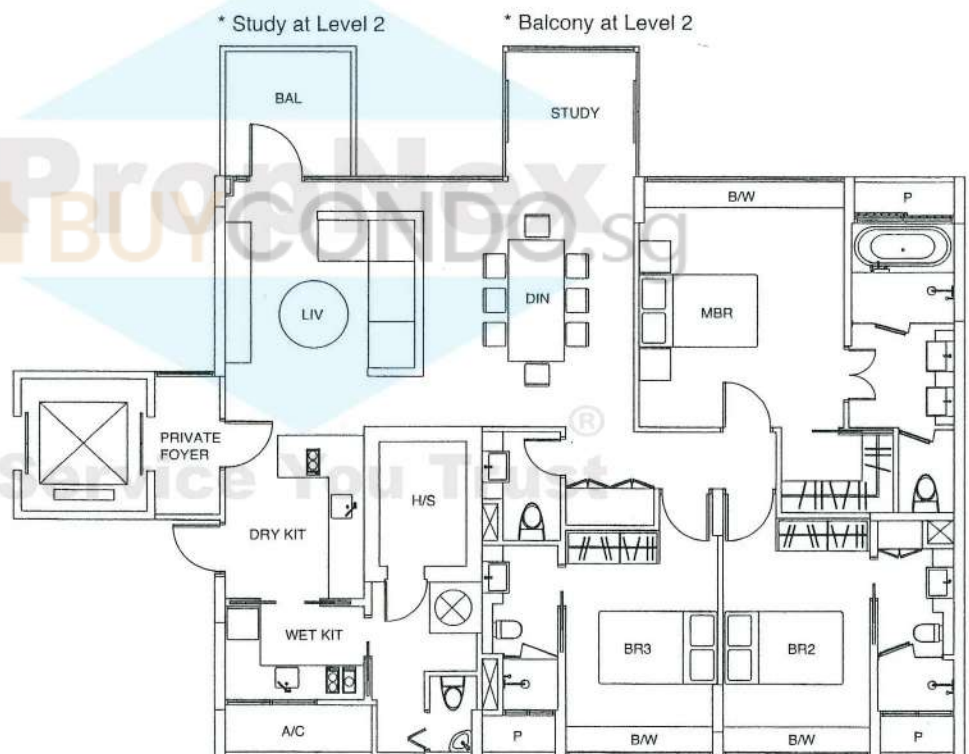 * Study at Level 2
* Balcony at Level 2
BAL
STUDY
PropNex
BUYCONDO.sg
B/W
P
LIV
DIN
MBR
PRIVATE
FOYER
®
Service You Trust
H/S
DRY KIT
WET KIT
BR3
BR2
A/C
P
B/W
B/W
P